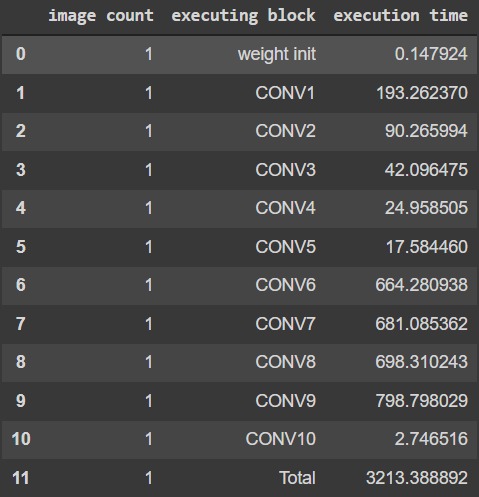 image count executing block execution time
0 1 weight init 0.147924
1 1 CONV1 193.262370
2 1 CONV2 90.265994
3 1 CONV3 42.096475
4 1 CONV4 24.958505
5 1 CONV5 17.584460
6 1 CONV6 664.280938
7 1 CONV7 681.085362
8 1 CONV8 698.310243
9 1 CONV9 798.798029
10 1 CONV10 2.746516
11 1 Total 3213.388892